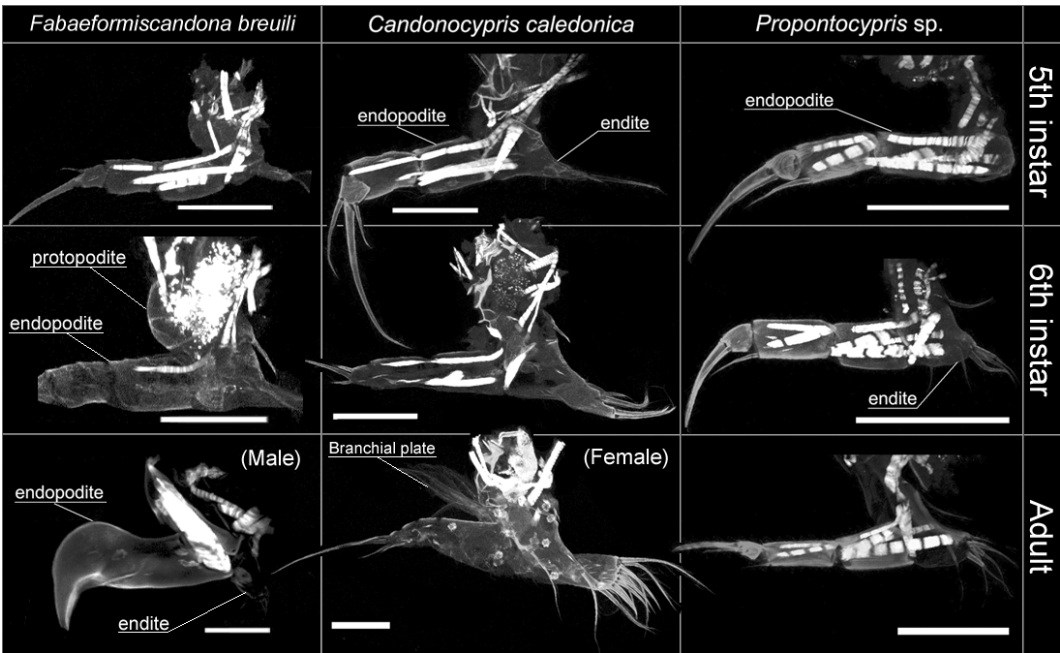 Fabaeformiscandona breuili
Candonocypris caledonica
Propontocypris sp.
endopodite
endite
endopodite
5th instar
protopodite
endopodite
endite
6th instar
(Male)
endopodite
endite
Branchial plate
(Female)
Adult